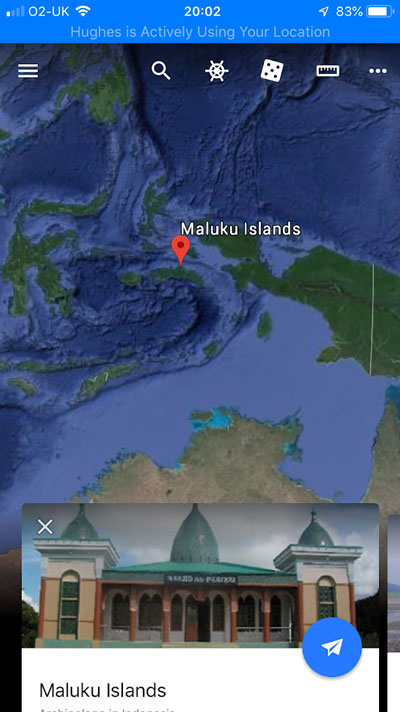 O2-UK 20:02 83%
Hughes is Actively Using Your Location
Maluku Islands
MASJID AL-
Maluku Islands
Archipelago in Indonesia